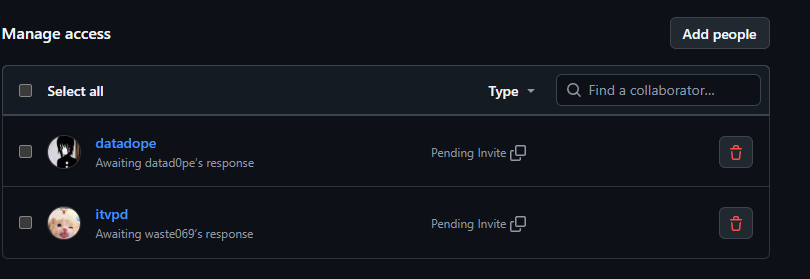 Manage access
Add people
Select all
Type
Find a collaborator...
datadope
Awaiting datad0pe's response
Pending Invite
itvpd
Awaiting waste069's response
Pending Invite